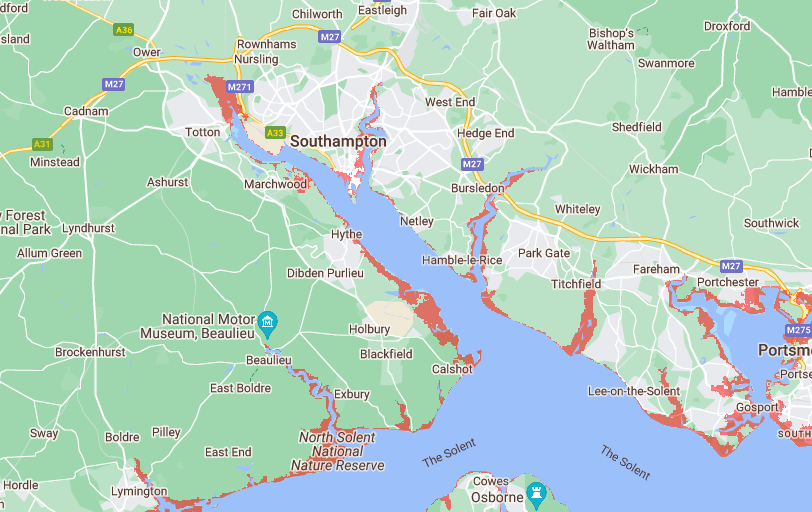 dford
Chilworth
Eastleigh
Fair Oak
Droxford
A36
sland
Ower
Rownhams
M27
Nursling
Bishop's
Waltham
Swanmore
M27
M271
Cadnam
West End
Hamble
Totton
A33
Southampton
Hedge End
Shedfield
A31
Minstead
M27
Wickham
Ashurst
Marchwood
Bursledon
w Forest
nal Park
Lyndhurst
Whiteley
Netley
Southwick
Hythe
Allum Green
Hamble-le-Rice
Park Gate
Fareham
M27
Dibden Purlieu
Titchfield
Portchester
National Motor
Museum, Beaulieu
Holbury
M275
Brockenhurst
Beaulieu
Blackfield
Portsm
Calshot
Portse
East Boldre
Exbury
Lee-on-the-Solent
Gosport
Sway
Boldre
Pilley
North Solent
National
Nature Reserve
SOUTH
East End
The Solent
The Solent
Hordle
Lymington
Cowes
Osborne